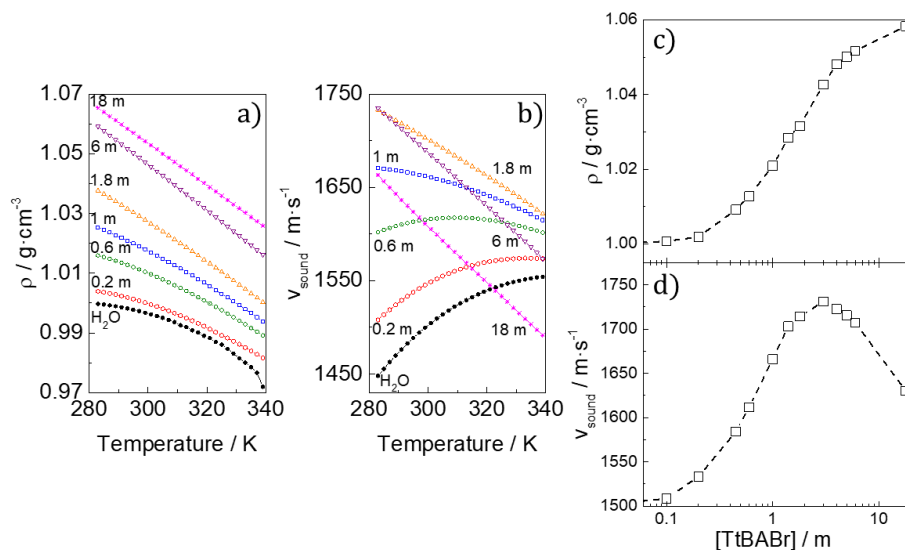 a)
ρ / g·cm⁻³
1.07
1.05
1.03
1.01
0.99
0.97
18 m
6 m
1.8 m
1 m
0.6 m
0.2 m
H₂O
280 300 320 340
Temperature / K
b)
v_sound / m·s⁻¹
1750
1650
1550
1450
1.8 m
1 m
0.6 m
6 m
0.2 m
18 m
H₂O
280 300 320 340
Temperature / K
c)
ρ / g·cm⁻³
1.06
1.04
1.02
1.00
d)
v_sound / m·s⁻¹
1750
1700
1650
1600
1550
1500
0.1 1 10
[TtBABr] / m